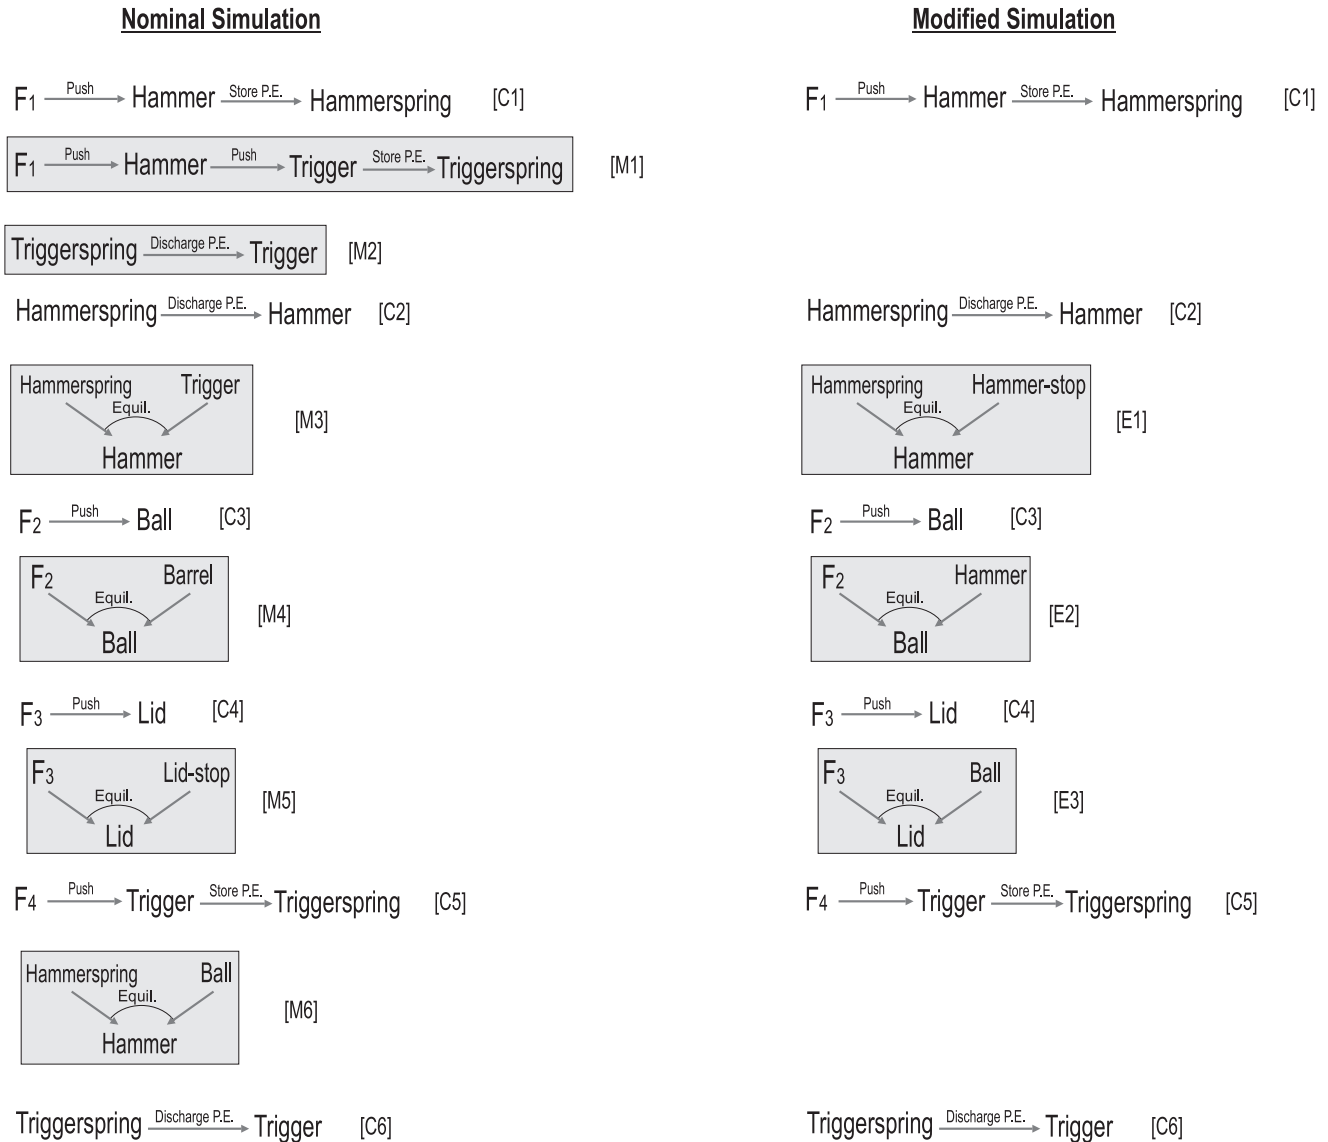 Nominal Simulation Modified Simulation
F1 Push Hammer Store P.E. Hammerspring [C1] F1 Push Hammer Store P.E. Hammerspring [C1]
F1 Push Hammer Push Trigger Store P.E. Triggerspring [M1]
Triggerspring Discharge P.E. Trigger [M2]
Hammerspring Discharge P.E. Hammer [C2] Hammerspring Discharge P.E. Hammer [C2]
Hammerspring Trigger Hammerspring Hammer-stop
Equil. [M3] Equil. [E1]
Hammer Hammer
F2 Push Ball [C3] F2 Push Ball [C3]
F2 Barrel F2 Hammer
Equil. [M4] Equil. [E2]
Ball Ball
F3 Push Lid [C4] F3 Push Lid [C4]
F3 Lid-stop F3 Ball
Equil. [M5] Equil. [E3]
Lid Lid
F4 Push Trigger Store P.E. Triggerspring [C5] F4 Push Trigger Store P.E. Triggerspring [C5]
Hammerspring Ball
Equil. [M6]
Hammer
Triggerspring Discharge P.E. Trigger [C6] Triggerspring Discharge P.E. Trigger [C6]